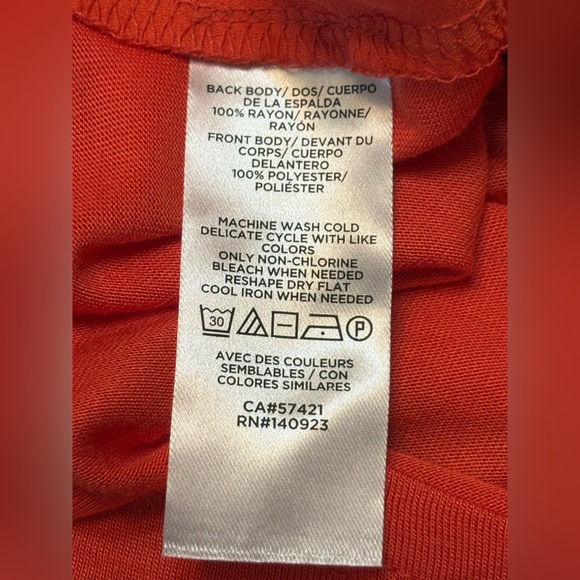 BACK BODY/ DOS/ CUERPO
DE LA ESPALDA
100% RAYON/ RAYONNE/
RAYÓN
FRONT BODY/ DEVANT DU
CORPS/ CUERPO
DELANTERO
100% POLYESTER/
POLIÉSTER
MACHINE WASH COLD
DELICATE CYCLE WITH LIKE
COLORS
ONLY NON-CHLORINE
BLEACH WHEN NEEDED
RESHAPE DRY FLAT
COOL IRON WHEN NEEDED
30 P
AVEC DES COULEURS
SEMBLABLES / CON
COLORES SIMILARES
CA#57421
RN#140923